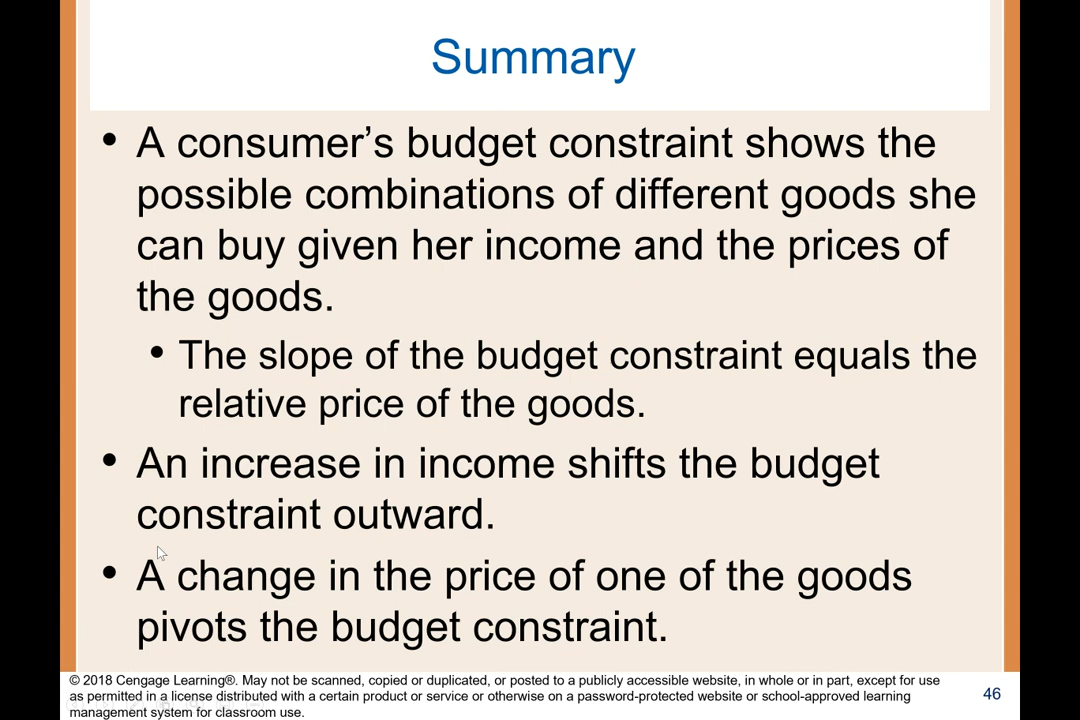 Summary
• A consumer’s budget constraint shows the
possible combinations of different goods she
can buy given her income and the prices of
the goods.
• The slope of the budget constraint equals the
relative price of the goods.
• An increase in income shifts the budget
constraint outward.
• A change in the price of one of the goods
pivots the budget constraint.
© 2018 Cengage Learning®. May not be scanned, copied or duplicated, or posted to a publicly accessible website, in whole or in part, except for use
as permitted in a license distributed with a certain product or service or otherwise on a password-protected website or school-approved learning
management system for classroom use.
46